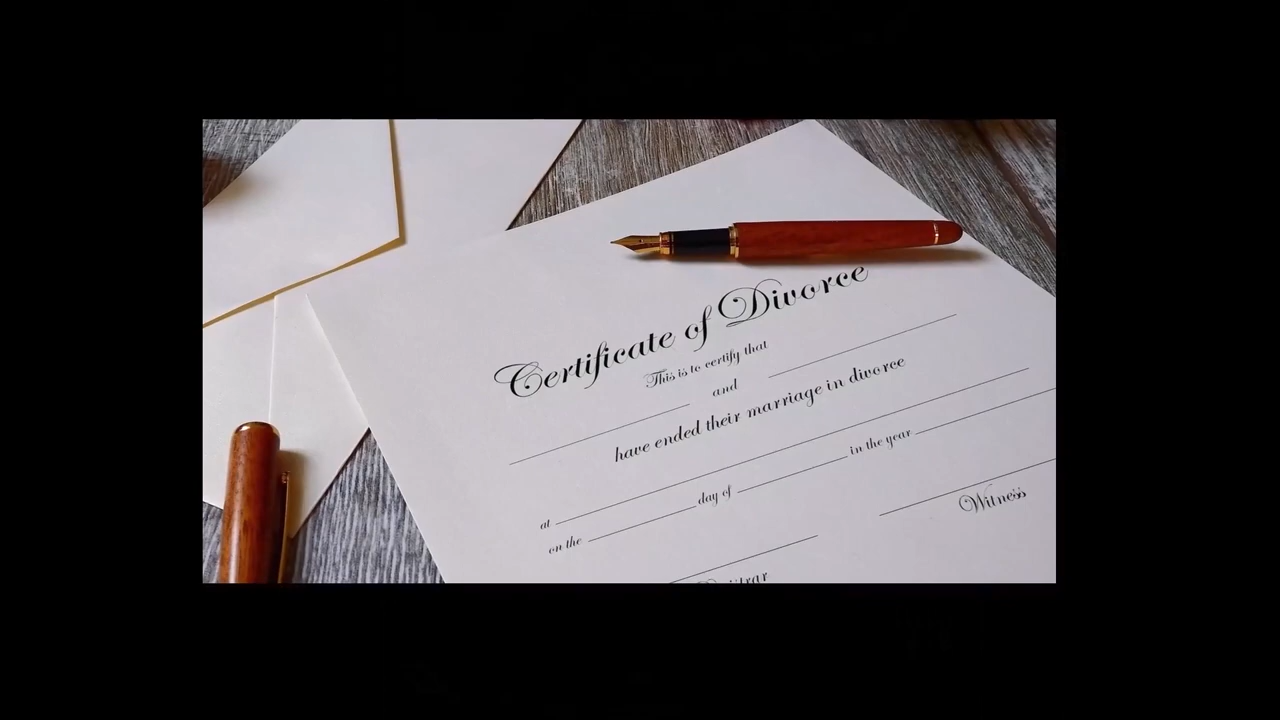 Certificate of Divorce
This is to certify that
and
have ended their marriage in divorce
at
on the day of in the year
Witness